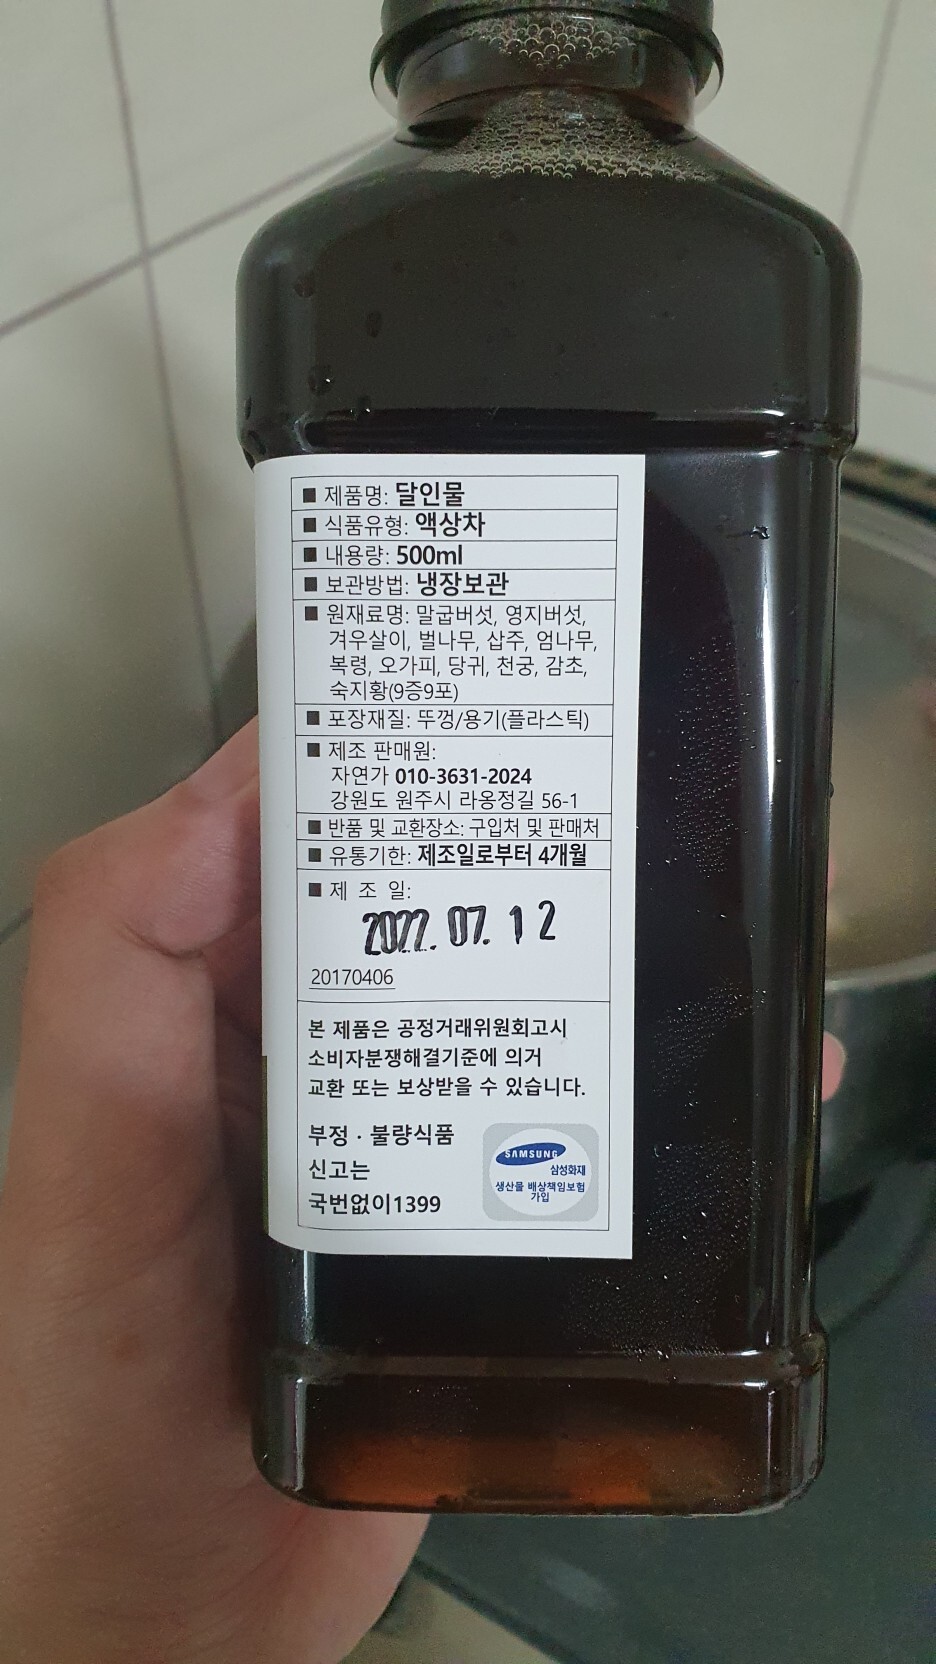 ■ 제품명: 달인물
■ 식품유형: 액상차
■ 내용량: 500ml
■ 보관방법: 냉장보관
■ 원재료명: 말굽버섯, 영지버섯,
겨우살이, 벌나무, 삽주, 엄나무,
복령, 오가피, 당귀, 천궁, 감초,
숙지황(9증9포)
■ 포장재질: 뚜껑/용기(플라스틱)
■ 제조 판매원:
자연가 010-3631-2024
강원도 원주시 라옹정길 56-1
■ 반품 및 교환장소: 구입처 및 판매처
■ 유통기한: 제조일로부터 4개월
■ 제 조 일:
2022. 07. 1 2
20170406
본 제품은 공정거래위원회고시
소비자분쟁해결기준에 의거
교환 또는 보상받을 수 있습니다.
부정 · 불량식품
신고는
국번없이1399
SAMSUNG
삼성화재
생산물 배상책임보험
가입